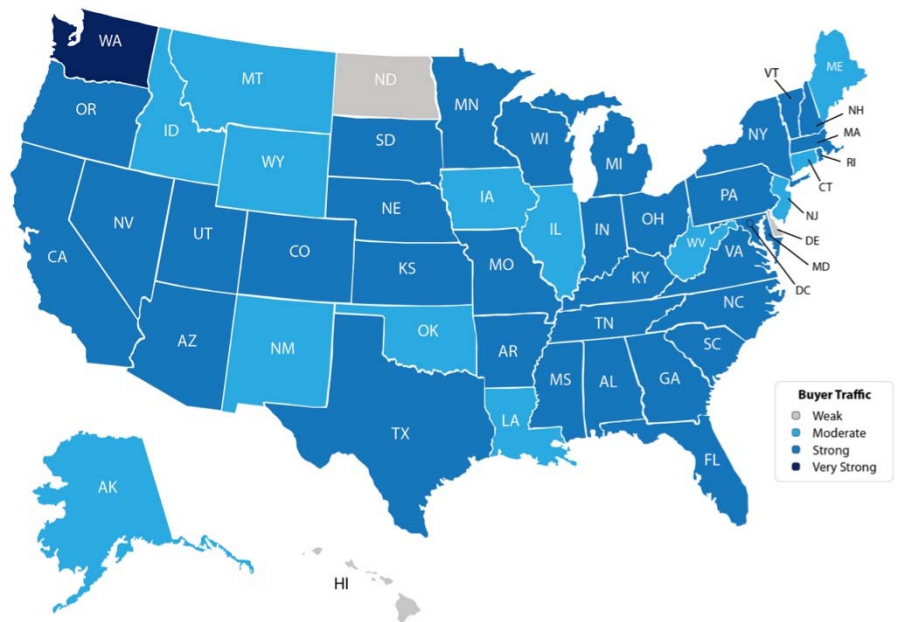 WA
MT
ND
MN
VT
ME
OR
ID
NH
SD
WI
NY
MA
WY
MI
RI
IA
PA
CT
NE
NV
IL
IN
OH
NJ
UT
CO
WV
DE
CA
VA
KS
MO
KY
MD
DC
NC
TN
OK
AZ
NM
AR
SC
MS
AL
GA
LA
TX
FL
Buyer Traffic
Weak
Moderate
Strong
Very Strong
AK
HI